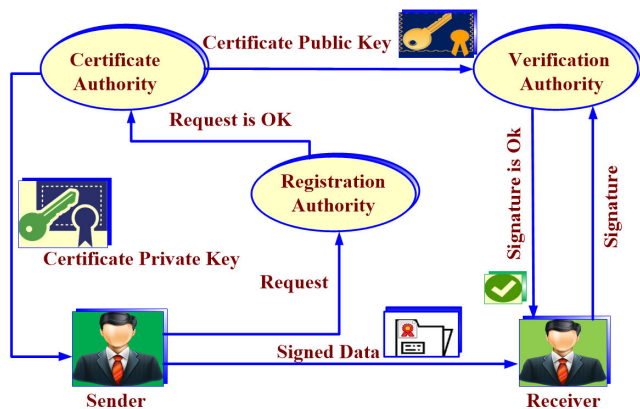 Certificate Public Key
Certificate
Authority
Verification
Authority
Request is OK
Registration
Authority
Signature is Ok
Signature
Certificate Private Key
Request
Signed Data
Sender
Receiver